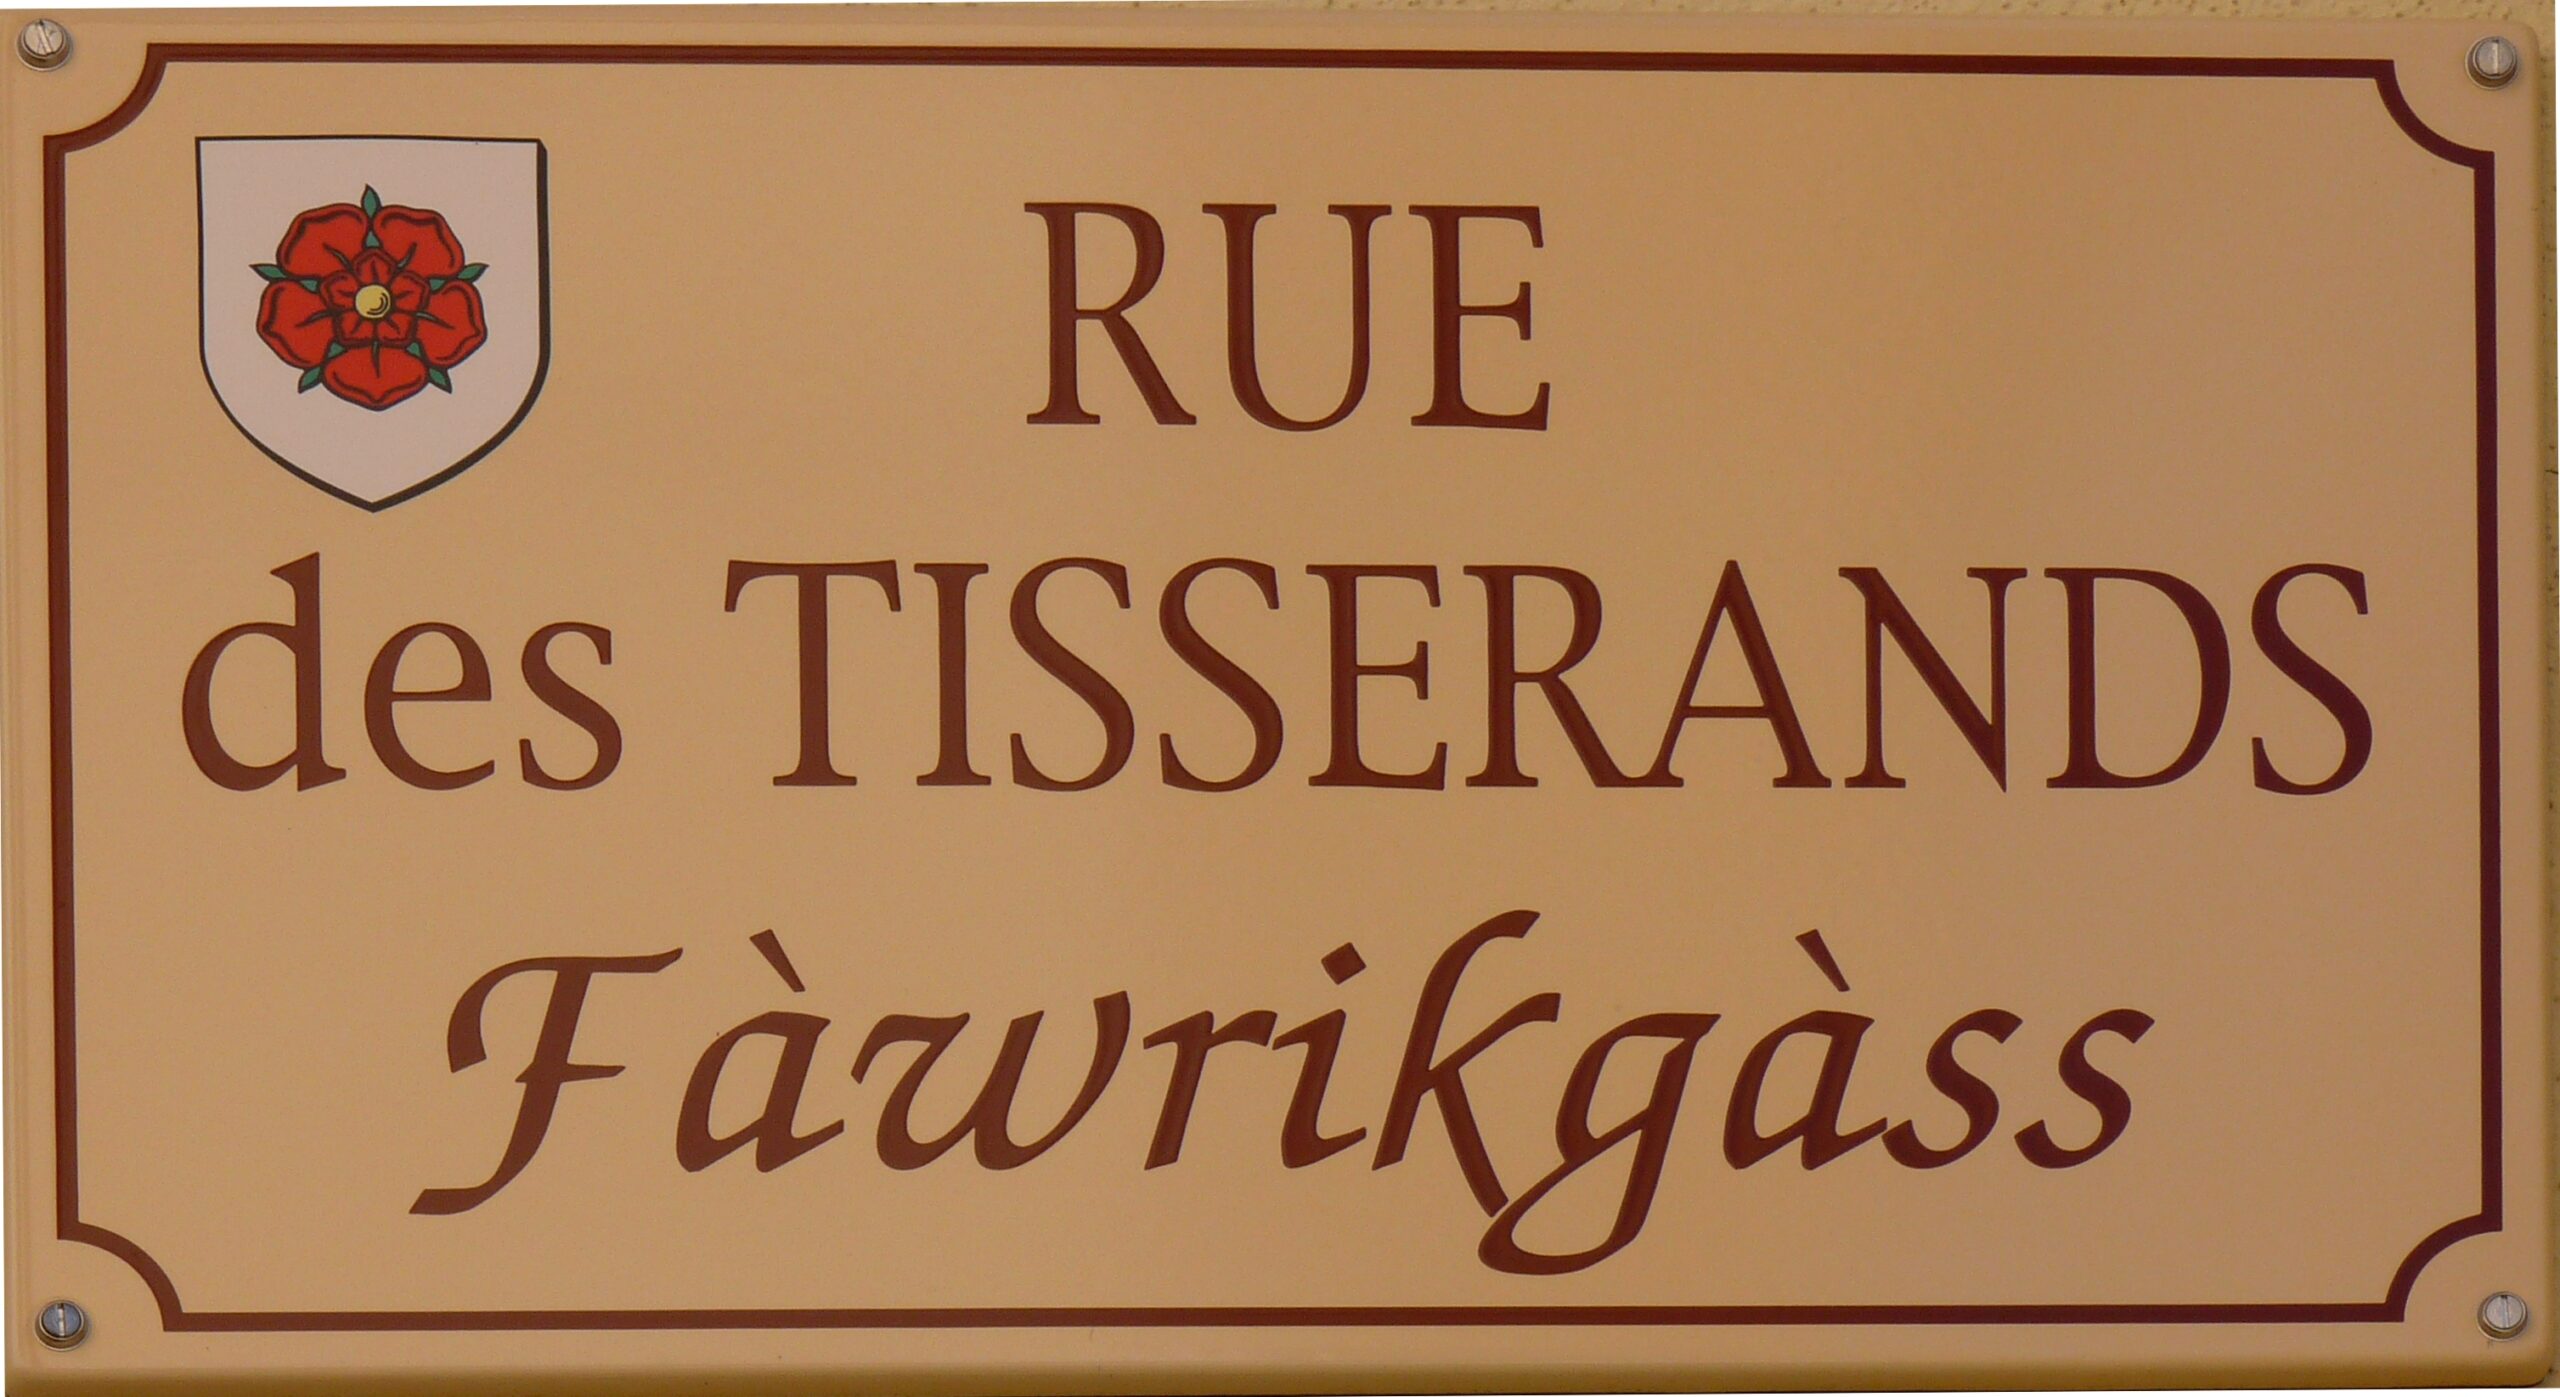 RUE
des TISSERANDS
Fàwrikgàss